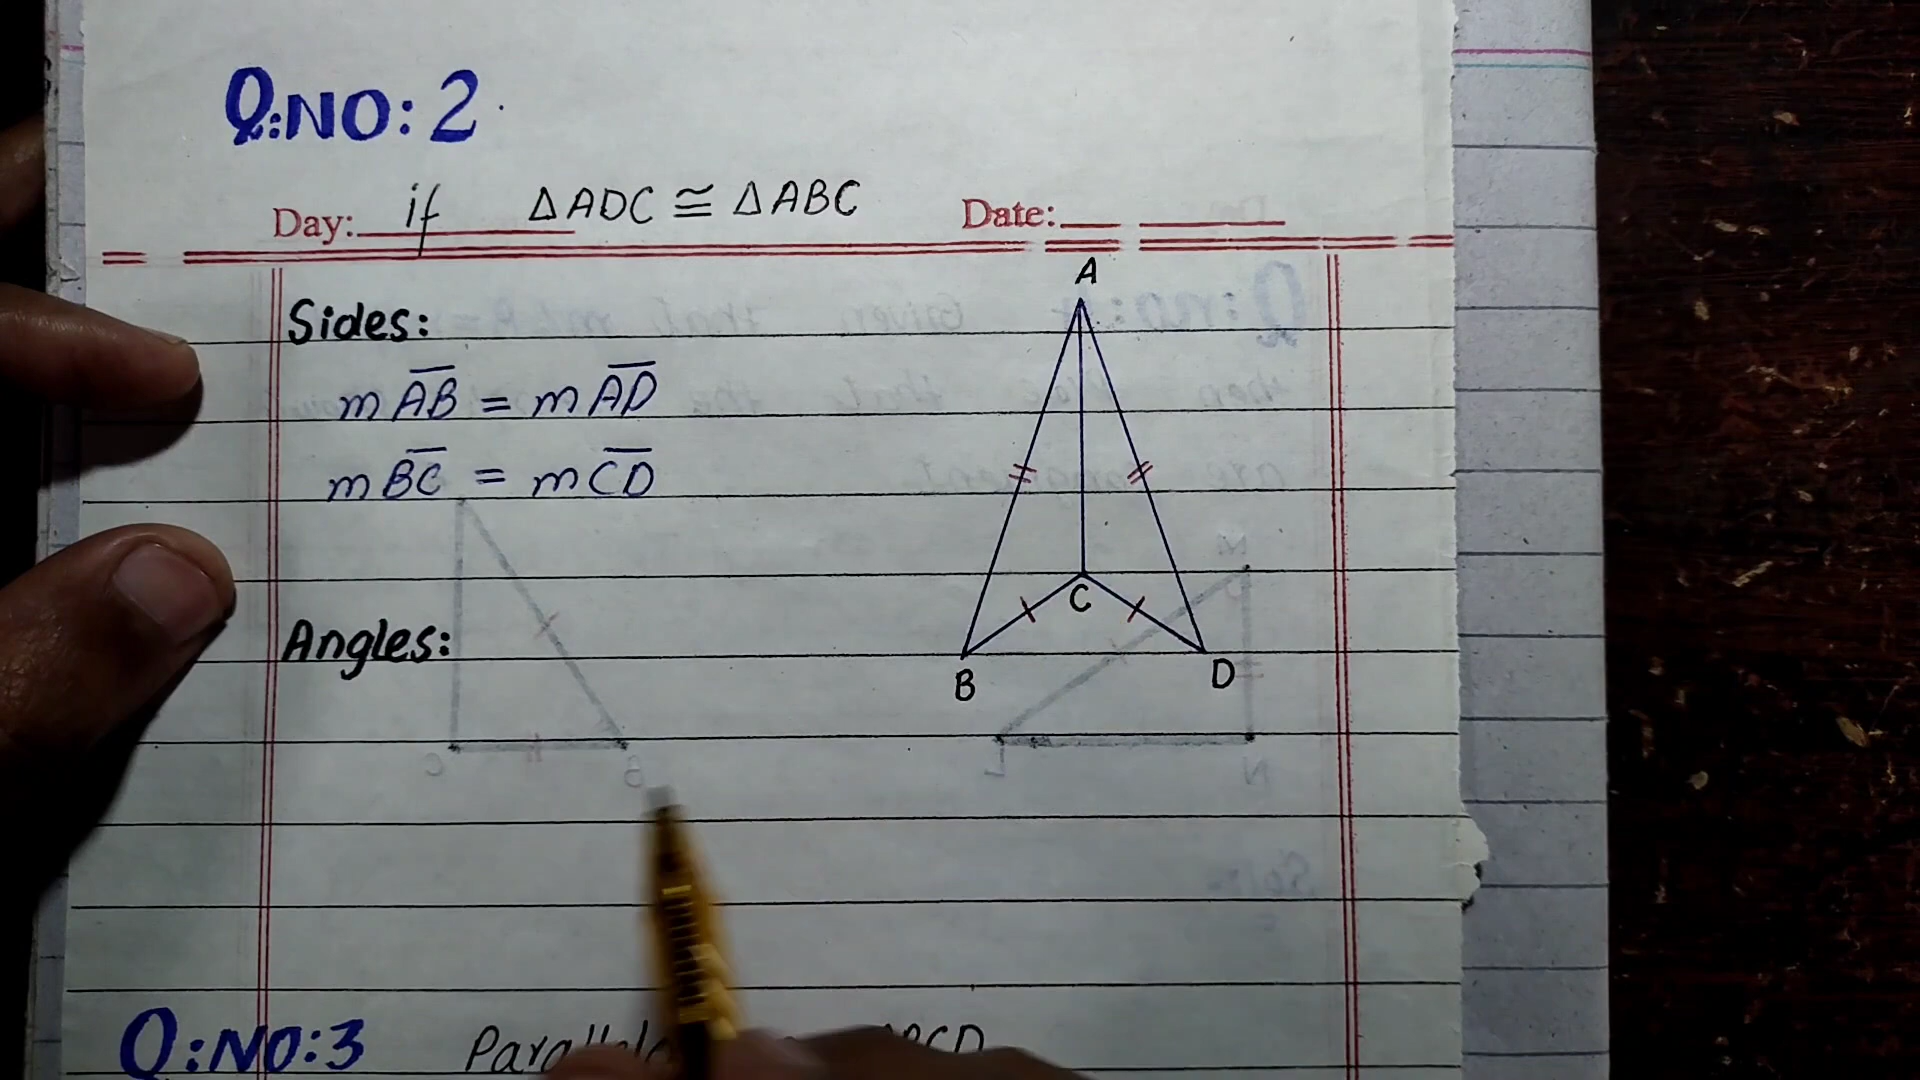 Q:NO:2.
Day: if ΔADC ≅ ΔABC Date:
Sides:
mAB̅ = mAD̅
mBC̅ = mCD̅
Angles:
A
C
B
D
Q:NO:3